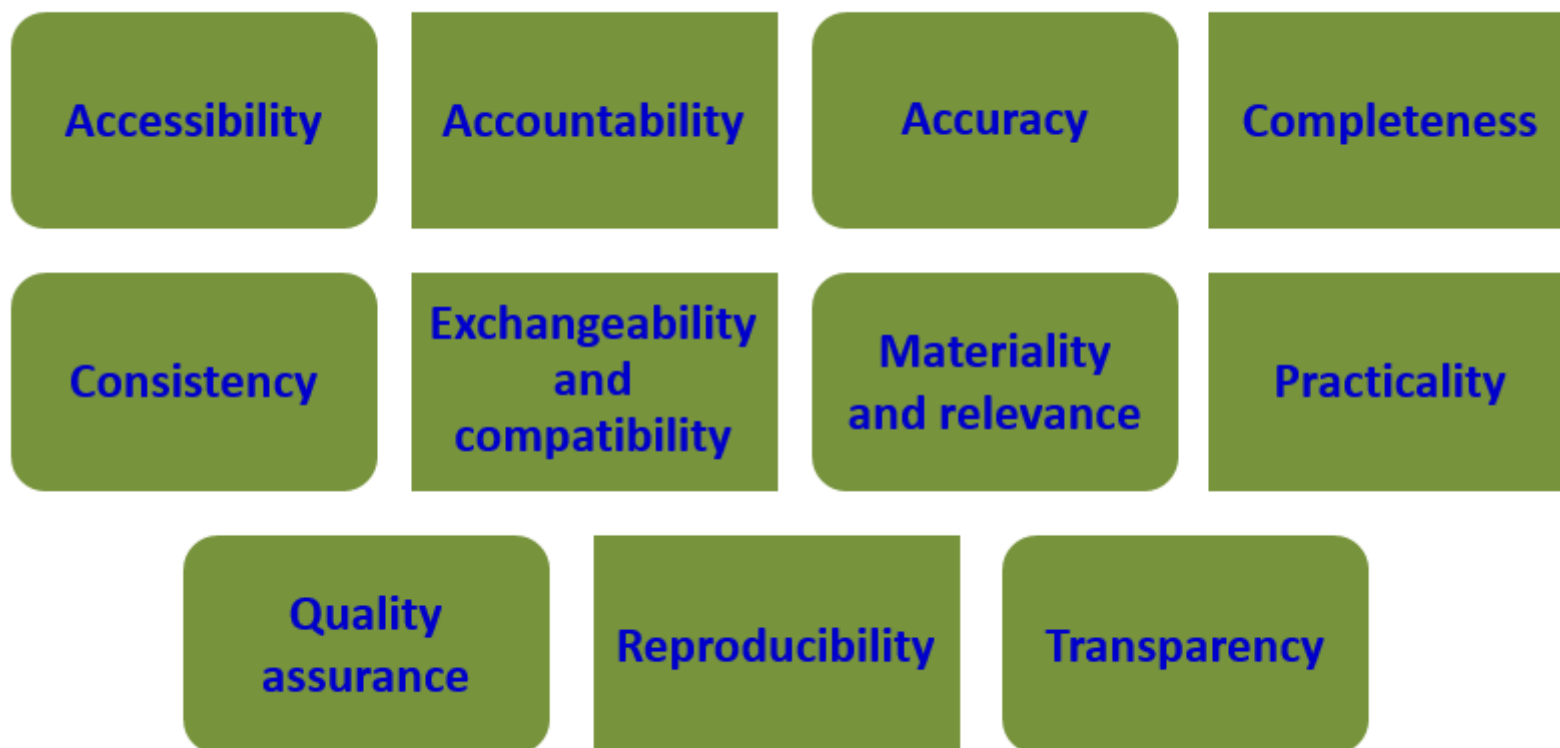 Accessibility
Accountability
Accuracy
Completeness
Consistency
Exchangeability
and
compatibility
Materiality
and relevance
Practicality
Quality
assurance
Reproducibility
Transparency